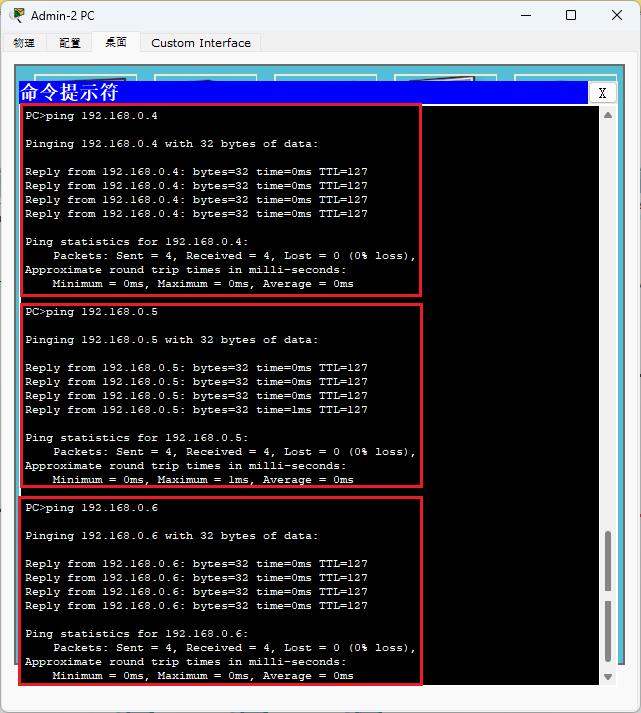 Admin-2 PC
物理 配置 桌面 Custom Interface
命令提示符 X
PC>ping 192.168.0.4
Pinging 192.168.0.4 with 32 bytes of data:
Reply from 192.168.0.4: bytes=32 time=0ms TTL=127
Reply from 192.168.0.4: bytes=32 time=0ms TTL=127
Reply from 192.168.0.4: bytes=32 time=0ms TTL=127
Reply from 192.168.0.4: bytes=32 time=0ms TTL=127
Ping statistics for 192.168.0.4:
Packets: Sent = 4, Received = 4, Lost = 0 (0% loss),
Approximate round trip times in milli-seconds:
Minimum = 0ms, Maximum = 0ms, Average = 0ms
PC>ping 192.168.0.5
Pinging 192.168.0.5 with 32 bytes of data:
Reply from 192.168.0.5: bytes=32 time=0ms TTL=127
Reply from 192.168.0.5: bytes=32 time=0ms TTL=127
Reply from 192.168.0.5: bytes=32 time=0ms TTL=127
Reply from 192.168.0.5: bytes=32 time=1ms TTL=127
Ping statistics for 192.168.0.5:
Packets: Sent = 4, Received = 4, Lost = 0 (0% loss),
Approximate round trip times in milli-seconds:
Minimum = 0ms, Maximum = 1ms, Average = 0ms
PC>ping 192.168.0.6
Pinging 192.168.0.6 with 32 bytes of data:
Reply from 192.168.0.6: bytes=32 time=0ms TTL=127
Reply from 192.168.0.6: bytes=32 time=0ms TTL=127
Reply from 192.168.0.6: bytes=32 time=0ms TTL=127
Reply from 192.168.0.6: bytes=32 time=0ms TTL=127
Ping statistics for 192.168.0.6:
Packets: Sent = 4, Received = 4, Lost = 0 (0% loss),
Approximate round trip times in milli-seconds:
Minimum = 0ms, Maximum = 0ms, Average = 0ms